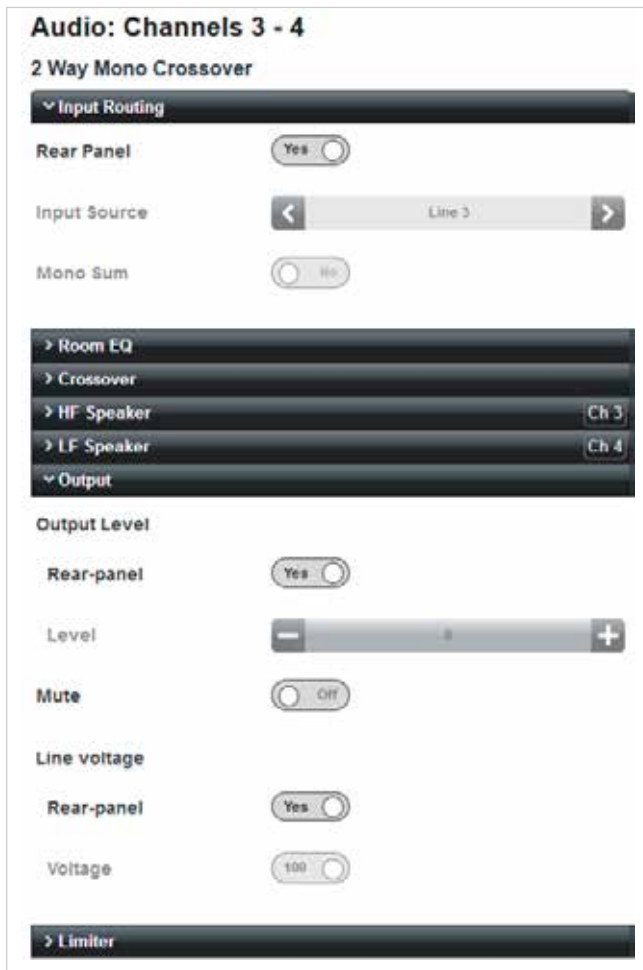 Audio: Channels 3 - 4
2 Way Mono Crossover
Input Routing
Rear Panel Yes
Input Source Line 3
Mono Sum No
Room EQ
Crossover
HF Speaker Ch 3
LF Speaker Ch 4
Output
Output Level
Rear-panel Yes
Level
Mute Off
Line voltage
Rear-panel Yes
Voltage 100
Limiter